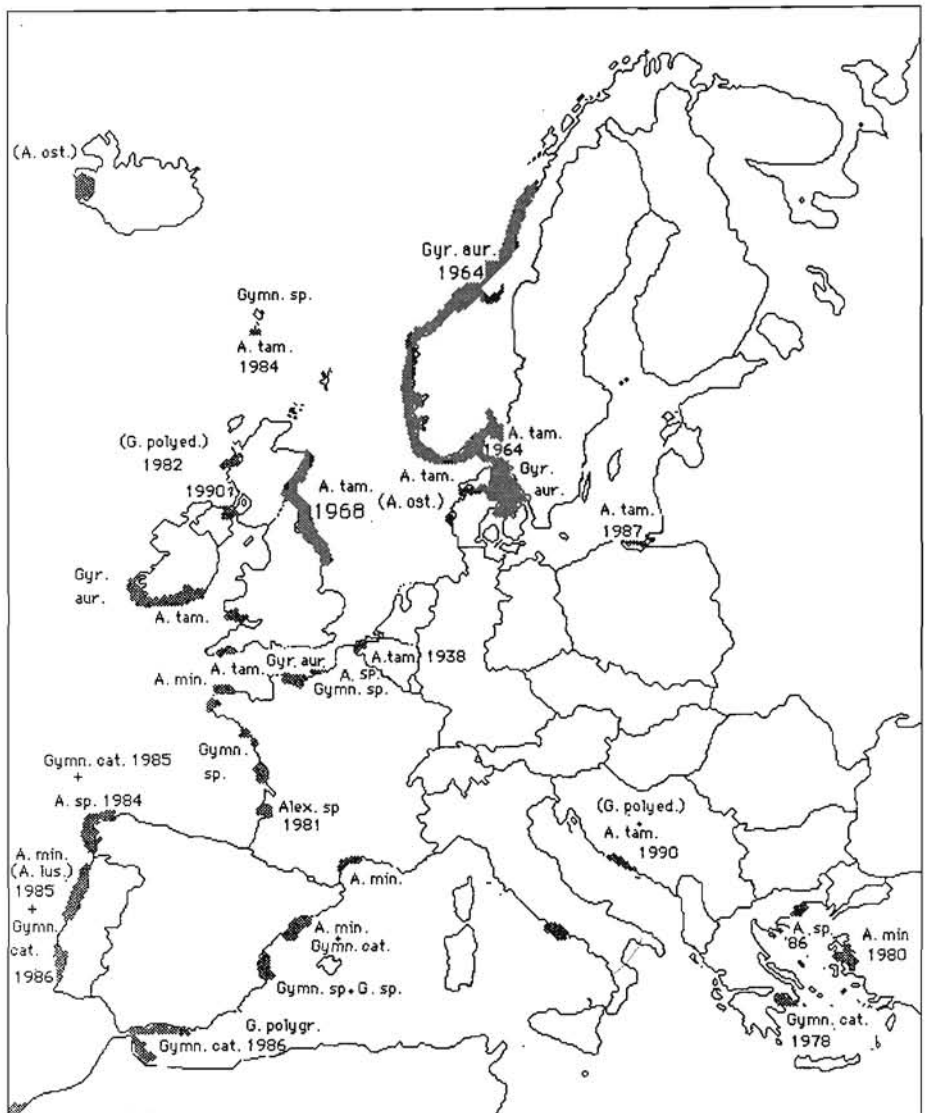 (A. ost.)
Gyr. aur.
1964
Gymn. sp.
A. tam.
1984
A. tam.
1964
(G. polyed.)
1982
A. tam.
(A. ost.)
Gyr.
aur.
1990?
A. tam.
1968
A. tam.
1987
Gyr.
aur.
A. tam.
A. tam.
Gyr. aur.
A. tam. 1938
A. sp.
Gymn. sp.
A. min.
Gymn.
sp.
Gymn. cat. 1985
+
A. sp. 1984
Alex. sp
1981
(G. polyed.)
+
A. tam.
1990
A. min.
(A. lus.)
1985
+
Gymn.
cat.
1986
A. min.
A. min.
+
Gymn. cat.
A. sp.
'86
A. min
1980
Gymn. sp+ G. sp.
G. polygr.
Gymn. cat. 1986
Gymn. cat.
1978